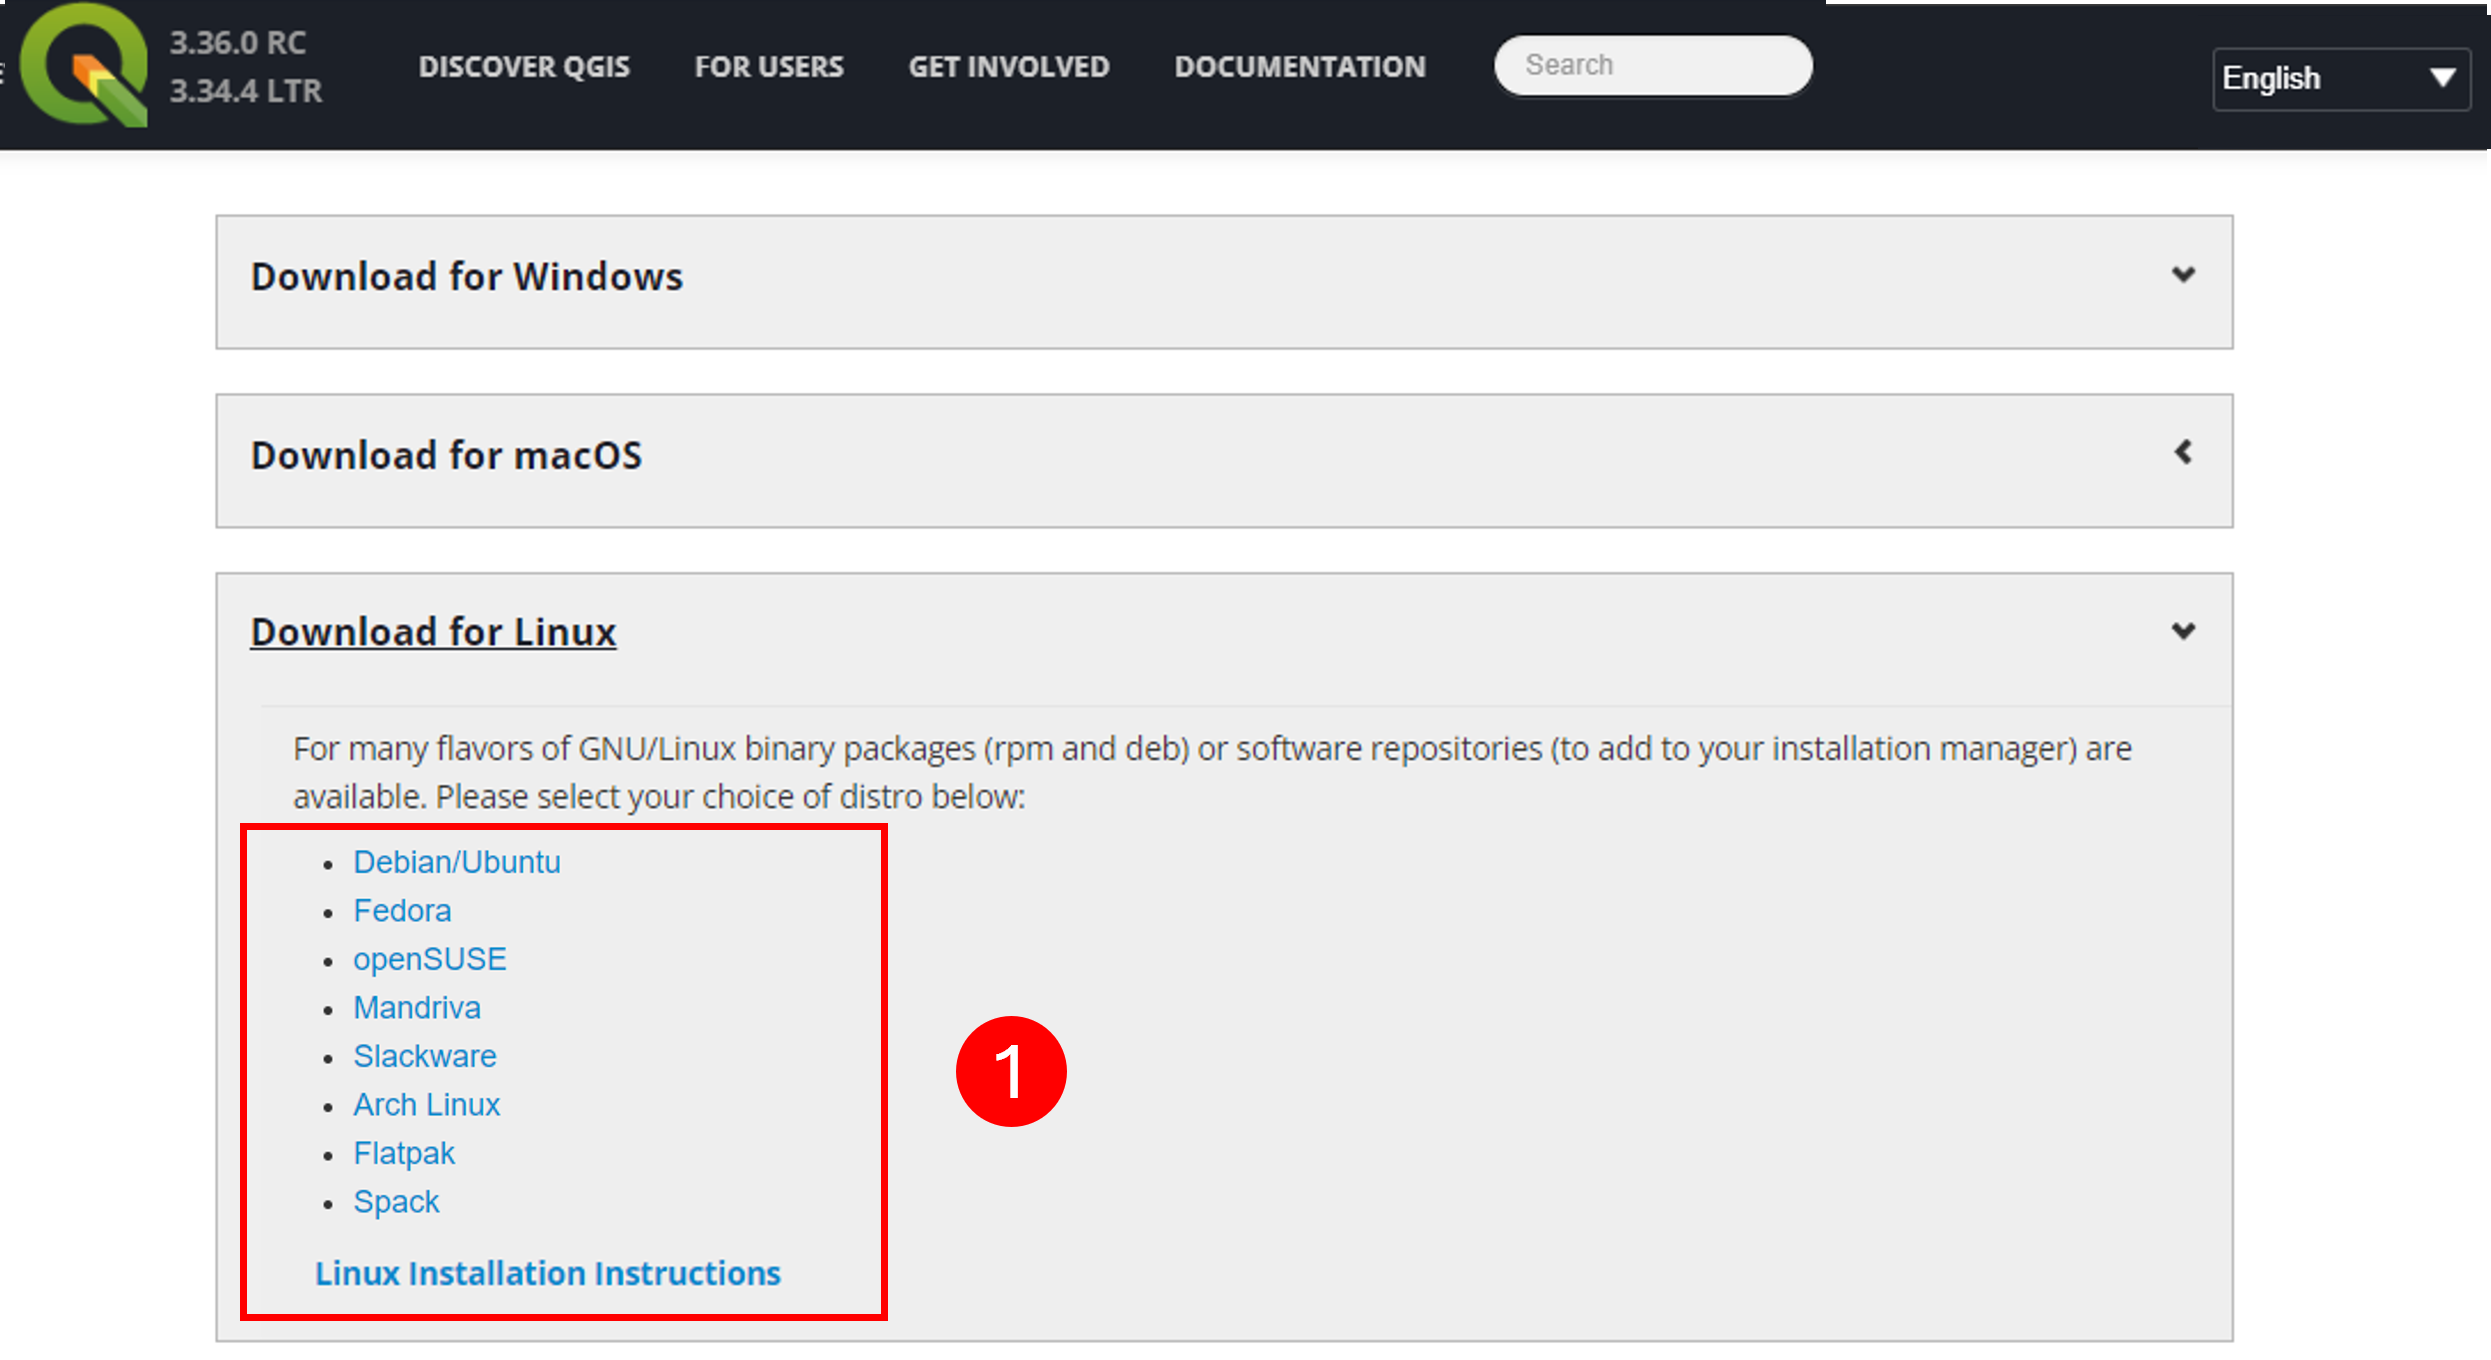 3.36.0 RC
3.34.4 LTR
DISCOVER QGIS
FOR USERS
GET INVOLVED
DOCUMENTATION
Search
English
Download for Windows
Download for macOS
Download for Linux
For many flavors of GNU/Linux binary packages (rpm and deb) or software repositories (to add to your installation manager) are
available. Please select your choice of distro below:
• Debian/Ubuntu
• Fedora
• openSUSE
• Mandriva
• Slackware
• Arch Linux
• Flatpak
• Spack
1
Linux Installation Instructions